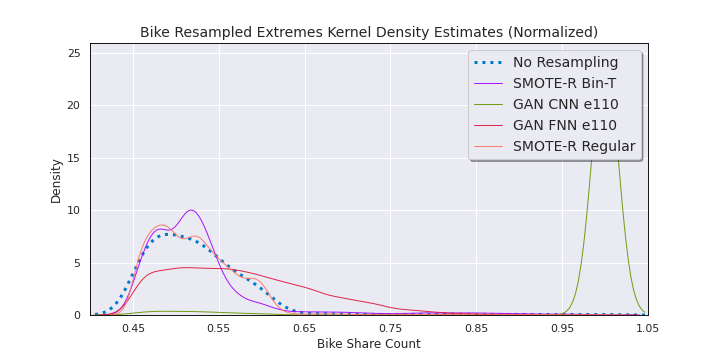 Bike Resampled Extremes Kernel Density Estimates (Normalized)
25
20
15
10
5
0
Density
No Resampling
SMOTE-R Bin-T
GAN CNN e110
GAN FNN e110
SMOTE-R Regular
0.45
0.55
0.65
0.75
0.85
0.95
1.05
Bike Share Count